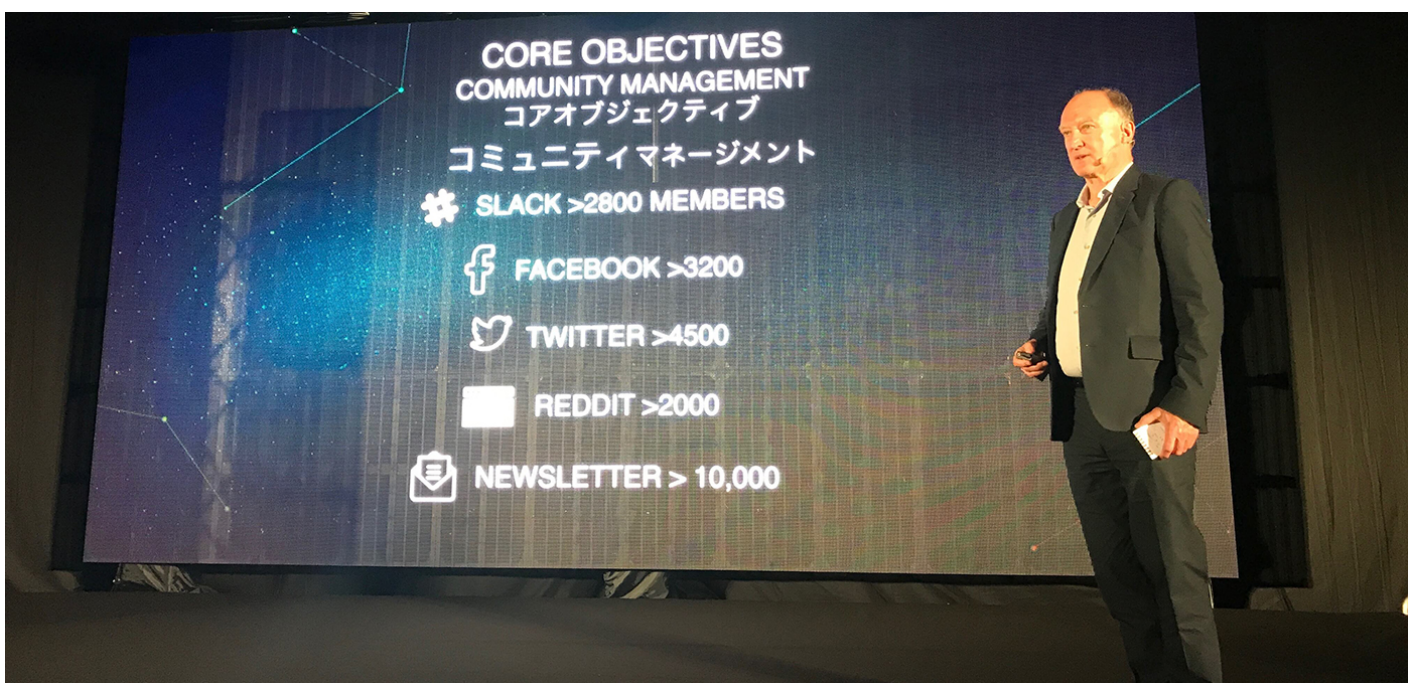 CORE OBJECTIVES
COMMUNITY MANAGEMENT
コアオブジェクティブ
コミュニティマネージメント
SLACK >2800 MEMBERS
FACEBOOK >3200
TWITTER >4500
REDDIT >2000
NEWSLETTER > 10,000